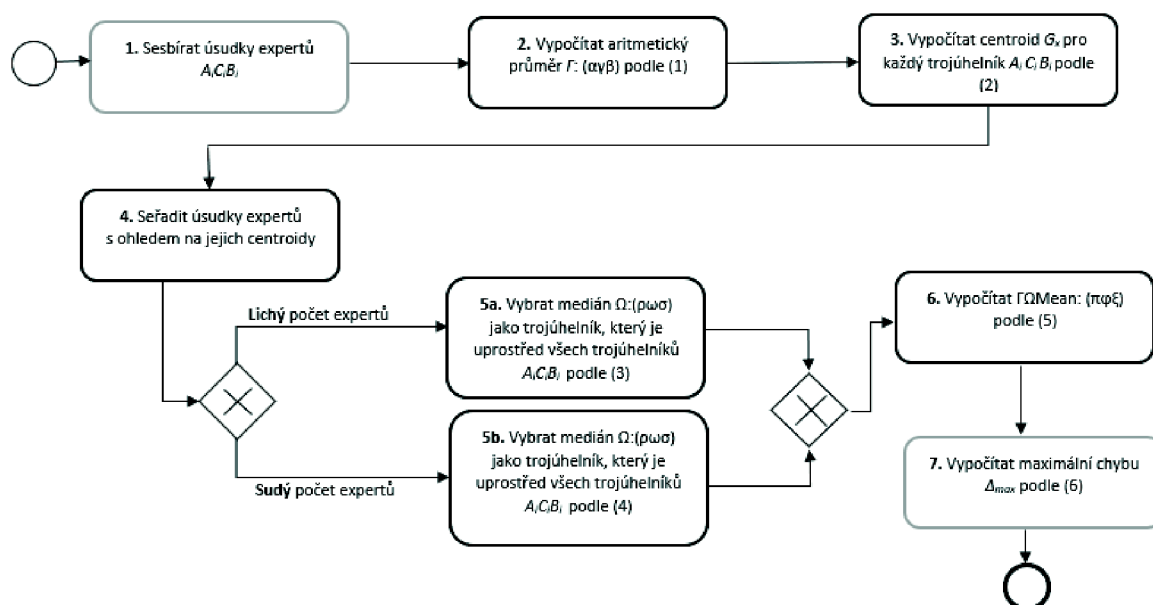 1. Sesbírat úsudky expertů
AᵢCᵢBᵢ
2. Vypočítat aritmetický
průměr Γ: (αγβ) podle (1)
3. Vypočítat centroid Gₓ pro
každý trojúhelník Aᵢ Cᵢ Bᵢ podle
(2)
4. Seřadit úsudky expertů
s ohledem na jejich centroidy
Lichý počet expertů
Sudý počet expertů
5a. Vybrat medián Ω:(ρωσ)
jako trojúhelník, který je
uprostřed všech trojúhelníků
AᵢCᵢBᵢ podle (3)
5b. Vybrat medián Ω:(ρωσ)
jako trojúhelník, který je
uprostřed všech trojúhelníků
AᵢCᵢBᵢ podle (4)
6. Vypočítat ΓΩMean: (πφξ)
podle (5)
7. Vypočítat maximální chybu
Δmax podle (6)